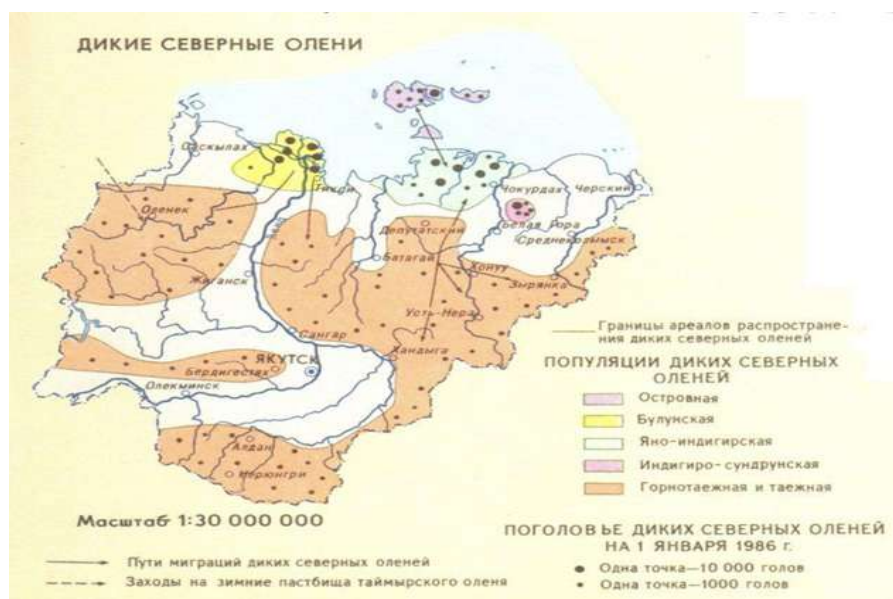 ДИКИЕ СЕВЕРНЫЕ ОЛЕНИ
Саскылах
Тикси
Чокурдах
Черский
Оленек
Лена
Депутатский
Белая Гора
Среднеколымск
Батагай
Хонуу
Зырянка
Жиганск
Усть-Нера
Сангар
Хандыга
ЯКУТСК
Бердигестях
Олекминск
Алдан
Нерюнгри
Границы ареалов распростране-
ния диких северных оленей
ПОПУЛЯЦИИ ДИКИХ СЕВЕРНЫХ
ОЛЕНЕЙ
Островная
Булунская
Яно-индигирская
Индигиро-сундрунская
Горнотаежная и таежная
Масштаб 1:30 000 000
Пути миграций диких северных оленей
Заходы на зимние пастбища таймырского оленя
ПОГОЛОВЬЕ ДИКИХ СЕВЕРНЫХ ОЛЕНЕЙ
НА 1 ЯНВАРЯ 1986 г.
Одна точка—10 000 голов
Одна точка—1000 голов